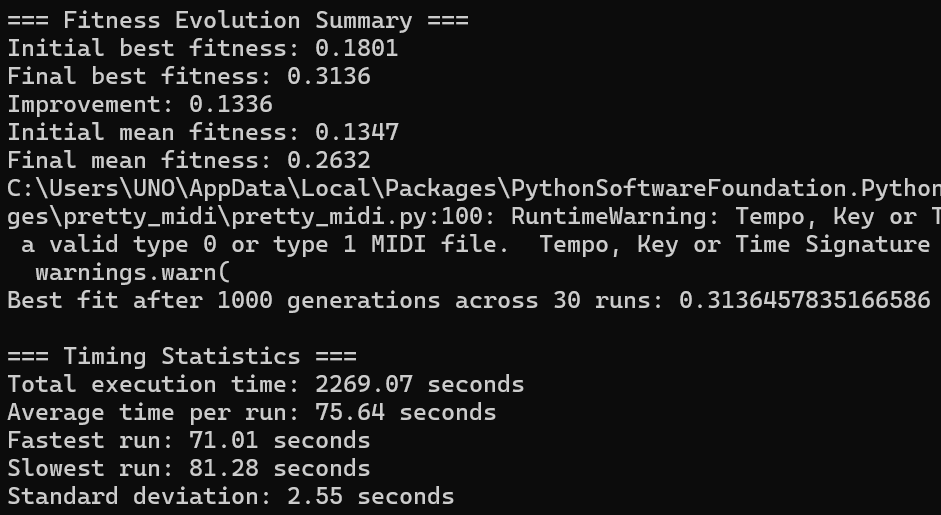 === Fitness Evolution Summary ===
Initial best fitness: 0.1801
Final best fitness: 0.3136
Improvement: 0.1336
Initial mean fitness: 0.1347
Final mean fitness: 0.2632
C:\Users\UNO\AppData\Local\Packages\PythonSoftwareFoundation.Python
ges\pretty_midi\pretty_midi.py:100: RuntimeWarning: Tempo, Key or T
 a valid type 0 or type 1 MIDI file.  Tempo, Key or Time Signature
  warnings.warn(
Best fit after 1000 generations across 30 runs: 0.3136457835166586

=== Timing Statistics ===
Total execution time: 2269.07 seconds
Average time per run: 75.64 seconds
Fastest run: 71.01 seconds
Slowest run: 81.28 seconds
Standard deviation: 2.55 seconds